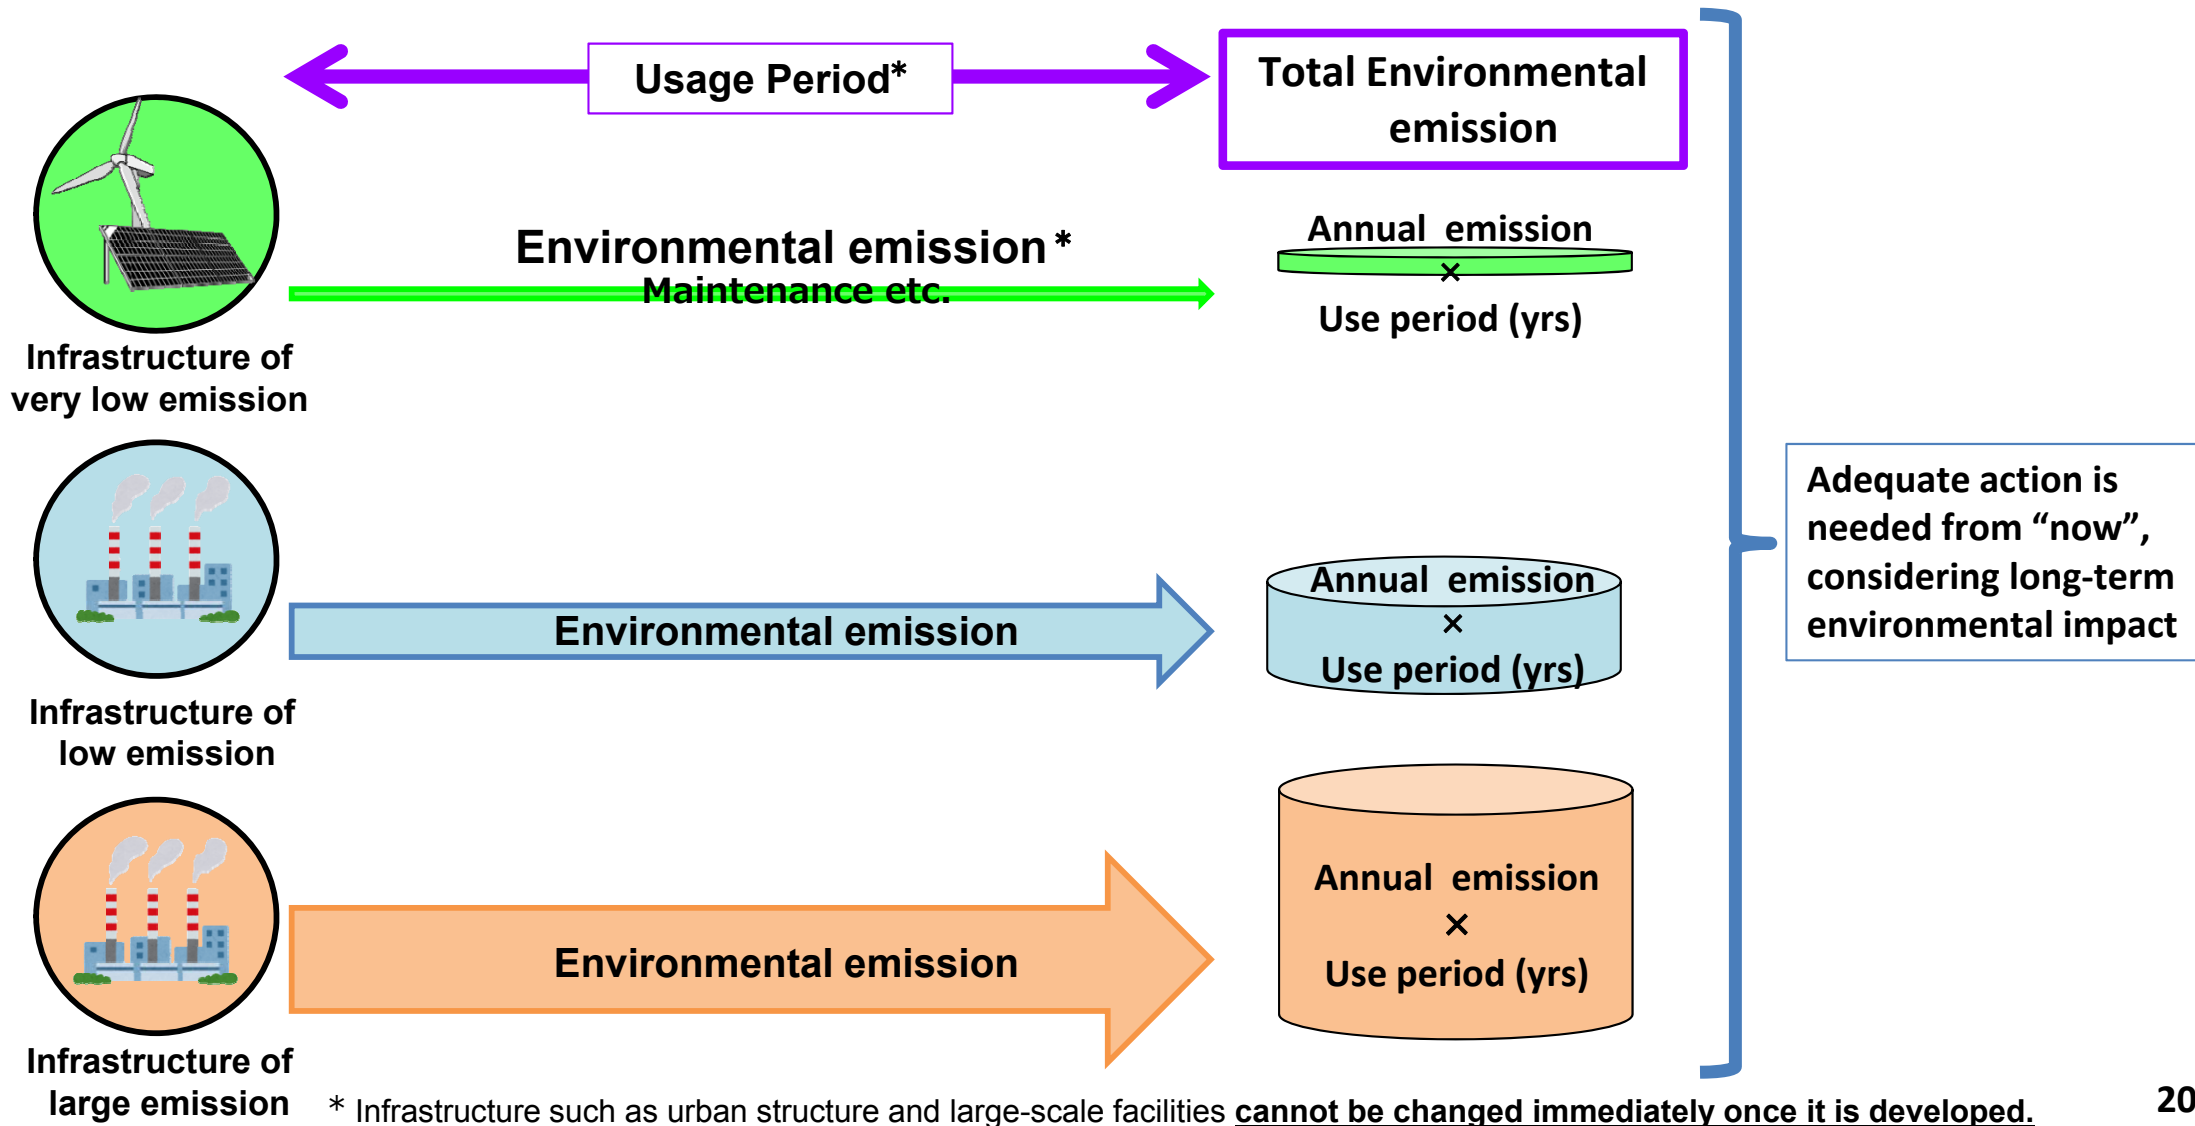 Usage Period*
Total Environmental
emission
Environmental emission*
Maintenance etc.
Annual emission
×
Use period (yrs)
Infrastructure of
very low emission
Environmental emission
Annual emission
×
Use period (yrs)
Infrastructure of
low emission
Environmental emission
Annual emission
×
Use period (yrs)
Infrastructure of
large emission
Adequate action is
needed from “now”,
considering long-term
environmental impact
* Infrastructure such as urban structure and large-scale facilities cannot be changed immediately once it is developed.
20